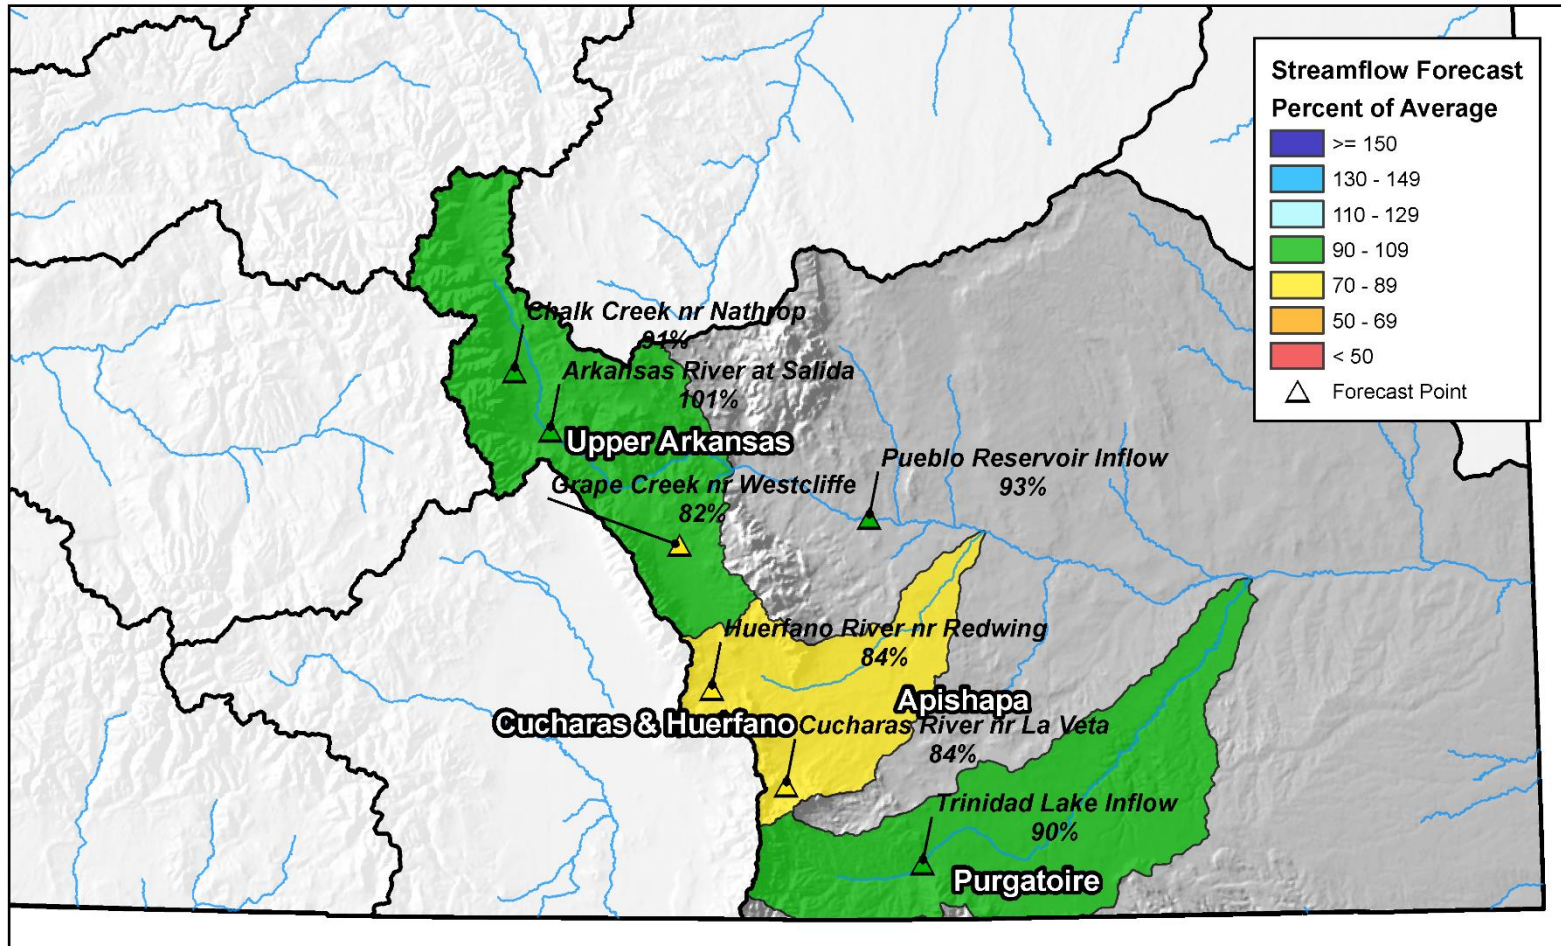 Streamflow Forecast
Percent of Average
>= 150
130 - 149
110 - 129
90 - 109
70 - 89
50 - 69
< 50
Forecast Point
Chalk Creek nr Nathrop
91%
Arkansas River at Salida
101%
Upper Arkansas
Pueblo Reservoir Inflow
93%
Grape Creek nr Westcliffe
82%
Huerfano River nr Redwing
84%
Apishapa
Cucharas & Huerfano
Cucharas River nr La Veta
84%
Trinidad Lake Inflow
90%
Purgatoire